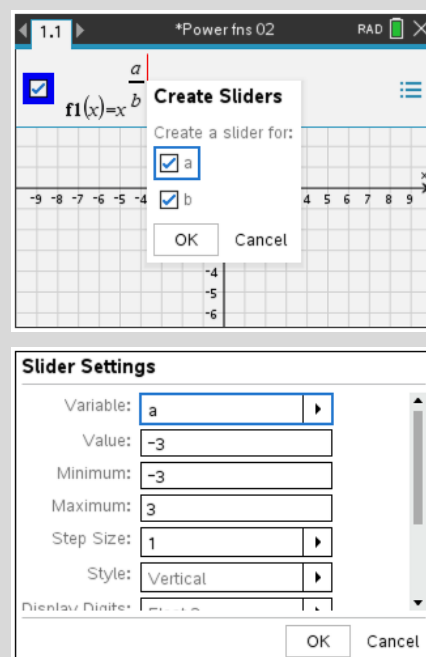 1.1 *Power fns 02 RAD
f1(x)=x^(a/b)
Create Sliders
Create a slider for:
a
b
OK Cancel
x
-9 -8 -7 -6 -5 -4 4 5 6 7 8 9
-4
-5
-6
Slider Settings
Variable: a
Value: -3
Minimum: -3
Maximum: 3
Step Size: 1
Style: Vertical
Display Digits:
OK Cancel